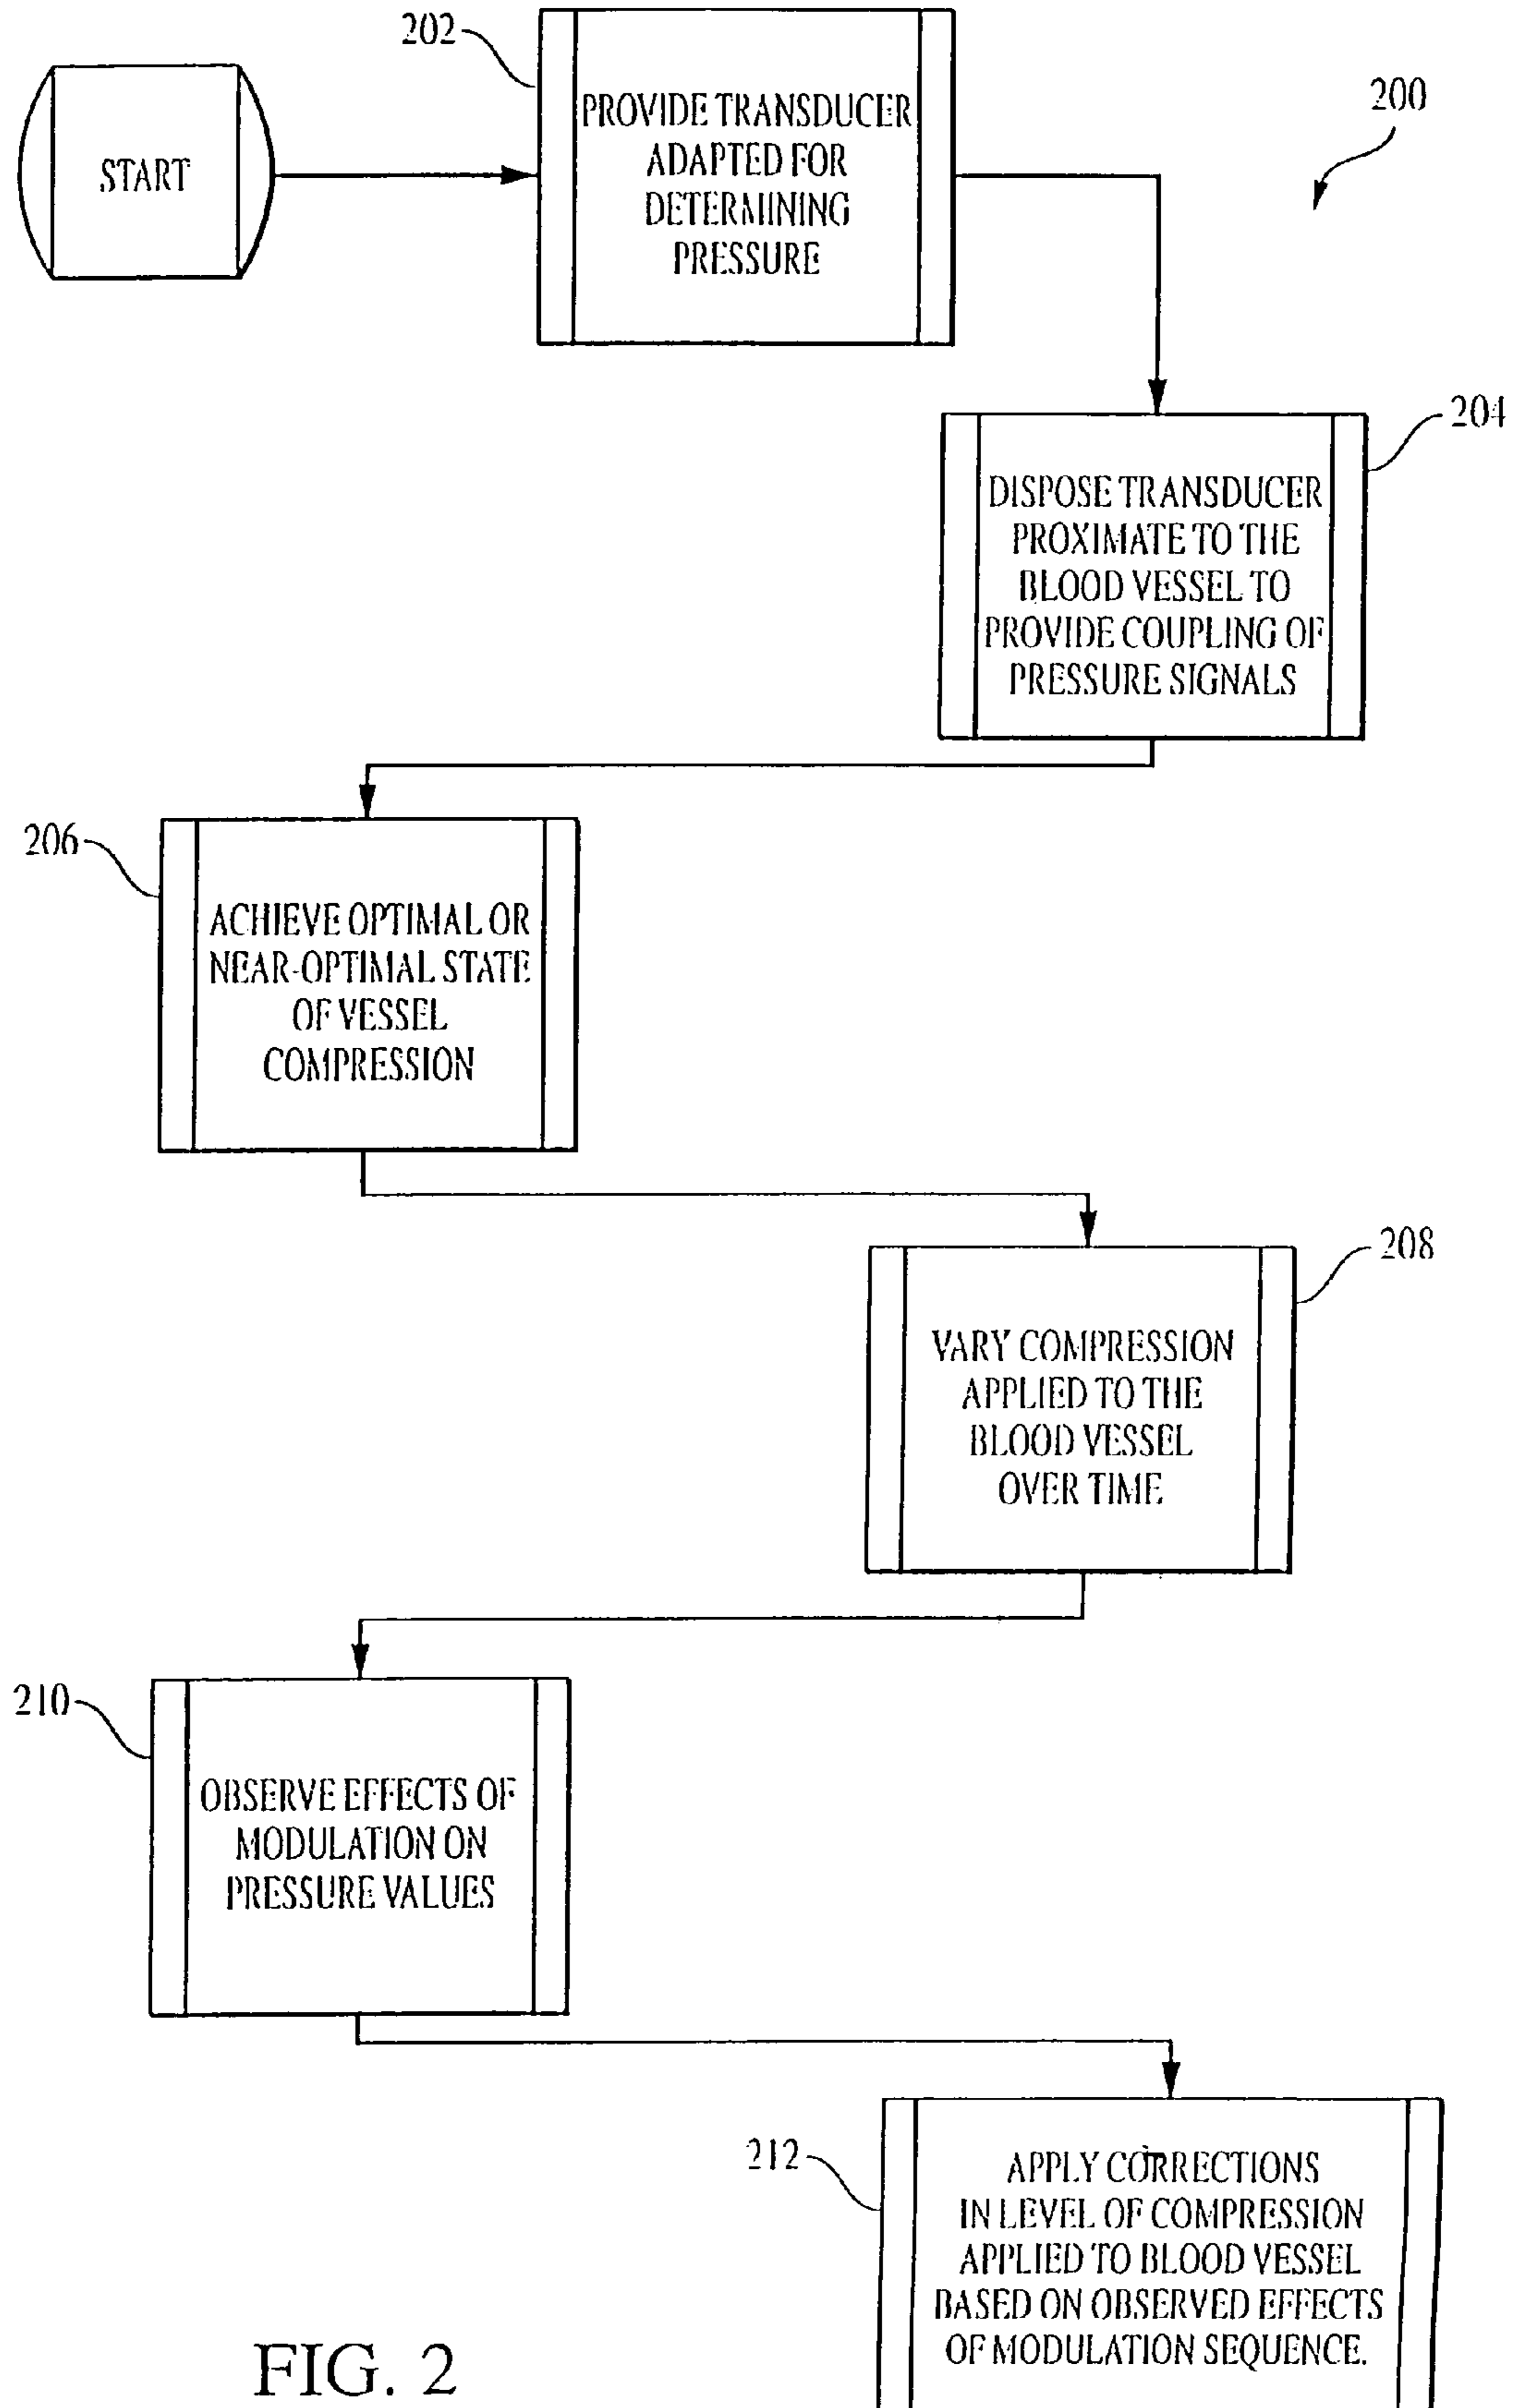 202
PROVIDE TRANSDUCER
ADAPTED FOR
DETERMINING
PRESSURE
START
200
204
DISPOSE TRANSDUCER
PROXIMATE TO THE
BLOOD VESSEL TO
PROVIDE COUPLING OF
PRESSURE SIGNALS
206
ACHIEVE OPTIMAL OR
NEAR-OPTIMAL STATE
OF VESSEL
COMPRESSION
208
VARY COMPRESSION
APPLIED TO THE
BLOOD VESSEL
OVER TIME
210
OBSERVE EFFECTS OF
MODULATION ON
PRESSURE VALUES
212
APPLY CORRECTIONS
IN LEVEL OF COMPRESSION
APPLIED TO BLOOD VESSEL
BASED ON OBSERVED EFFECTS
OF MODULATION SEQUENCE.
FIG. 2